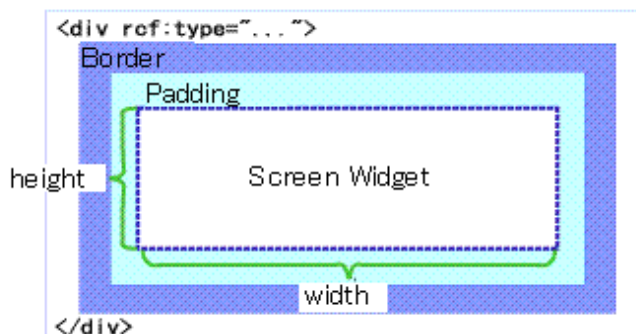 <div rcf:type="...">
Border
Padding
height
Screen Widget
width
</div>